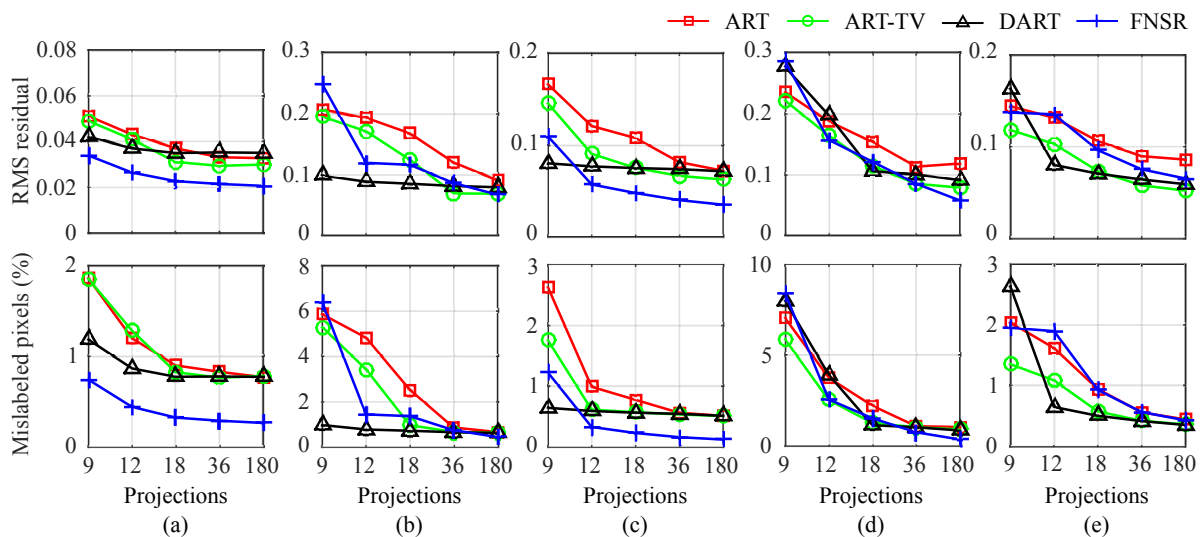 ART ART-TV DART FNSR
RMS residual
0.08 0.06 0.04 0.02 0
0.3 0.2 0.1 0
0.2 0.1 0
0.3 0.2 0.1 0
0.2 0.1 0
Mislabeled pixels (%)
2 1 0
8 6 4 2 0
3 2 1 0
10 5 0
3 2 1 0
9 12 18 36 180
9 12 18 36 180
9 12 18 36 180
9 12 18 36 180
9 12 18 36 180
Projections Projections Projections Projections Projections
(a) (b) (c) (d) (e)